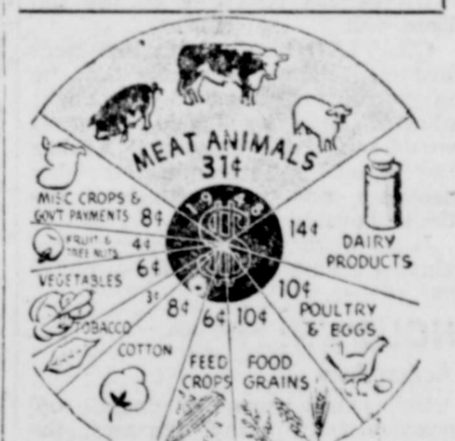 MEAT ANIMALS
31¢
MISC CROPS &
GOV'T PAYMENTS 8¢
FRUIT &
TREE NUTS 4¢
VEGETABLES 6¢
TOBACCO 3¢
COTTON 8¢
FEED
CROPS 6¢
FOOD
GRAINS 10¢
POULTRY
& EGGS 10¢
DAIRY
PRODUCTS 14¢